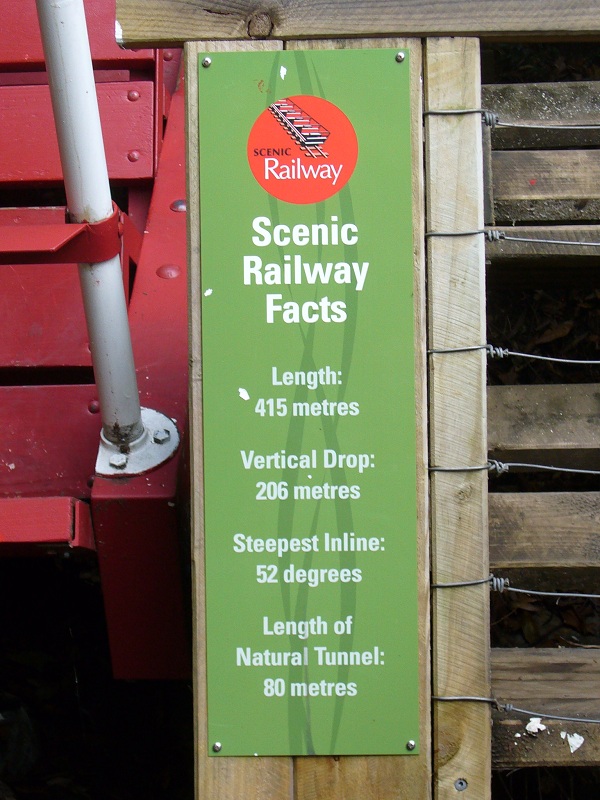 SCENIC
Railway
Scenic
Railway
Facts
Length:
415 metres
Vertical Drop:
206 metres
Steepest Inline:
52 degrees
Length of
Natural Tunnel:
80 metres